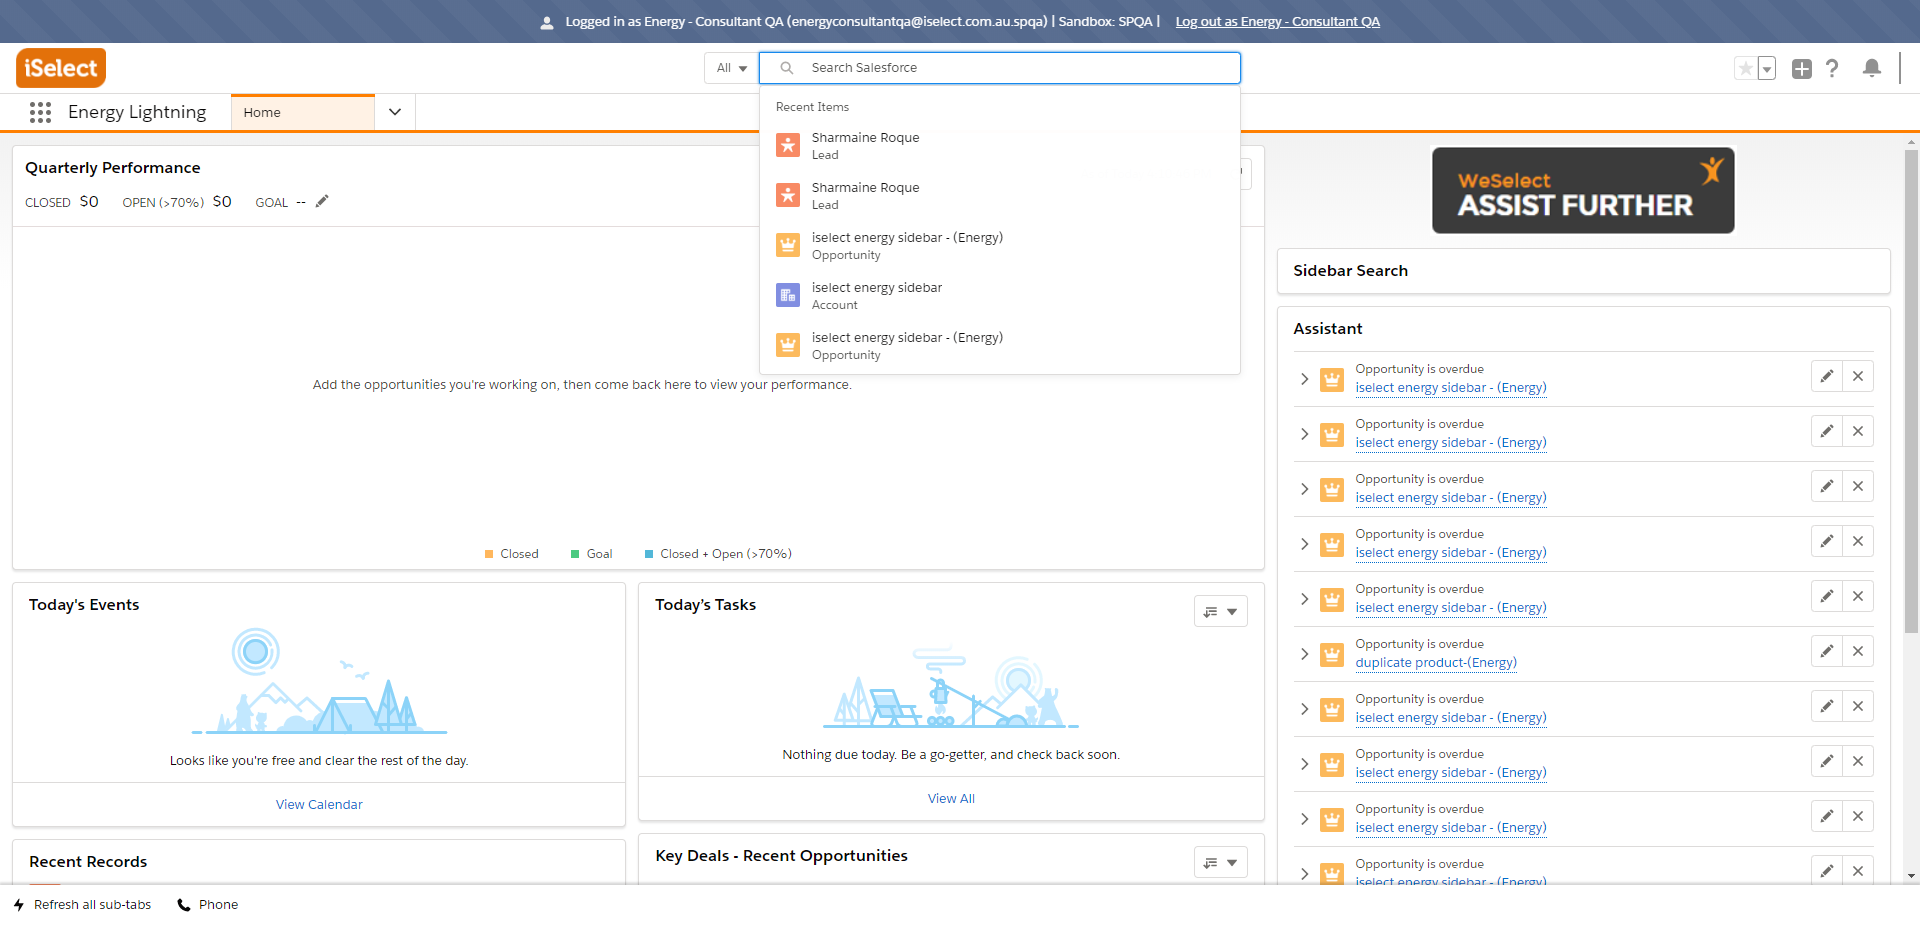 Logged in as Energy - Consultant QA (energyconsultantqa@iselect.com.au.spqa) | Sandbox: SPQA | Log out as Energy - Consultant QA
iSelect
All
Search Salesforce
Energy Lightning
Home
Recent Items
Sharmaine Roque
Lead
Sharmaine Roque
Lead
iselect energy sidebar - (Energy)
Opportunity
iselect energy sidebar
Account
iselect energy sidebar - (Energy)
Opportunity
Quarterly Performance
CLOSED $0 OPEN (>70%) $0 GOAL --
Add the opportunities you're working on, then come back here to view your performance.
Closed Goal Closed + Open (>70%)
Today's Events
Looks like you're free and clear the rest of the day.
View Calendar
Today's Tasks
Nothing due today. Be a go-getter, and check back soon.
View All
Recent Records
Key Deals - Recent Opportunities
WeSelect
ASSIST FURTHER
Sidebar Search
Assistant
Opportunity is overdue
iselect energy sidebar - (Energy)
Opportunity is overdue
iselect energy sidebar - (Energy)
Opportunity is overdue
iselect energy sidebar - (Energy)
Opportunity is overdue
iselect energy sidebar - (Energy)
Opportunity is overdue
iselect energy sidebar - (Energy)
Opportunity is overdue
duplicate product-(Energy)
Opportunity is overdue
iselect energy sidebar - (Energy)
Opportunity is overdue
iselect energy sidebar - (Energy)
Opportunity is overdue
iselect energy sidebar - (Energy)
Opportunity is overdue
iselect energy sidebar - (Energy)
Refresh all sub-tabs
Phone